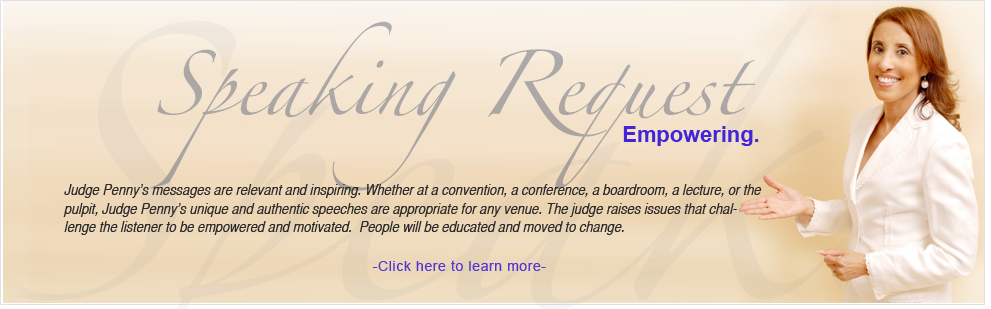 Speaking Request
Empowering.
Judge Penny's messages are relevant and inspiring. Whether at a convention, a conference, a boardroom, a lecture, or the
pulpit, Judge Penny's unique and authentic speeches are appropriate for any venue. The judge raises issues that chal-
lenge the listener to be empowered and motivated.  People will be educated and moved to change.
-Click here to learn more-
Speak